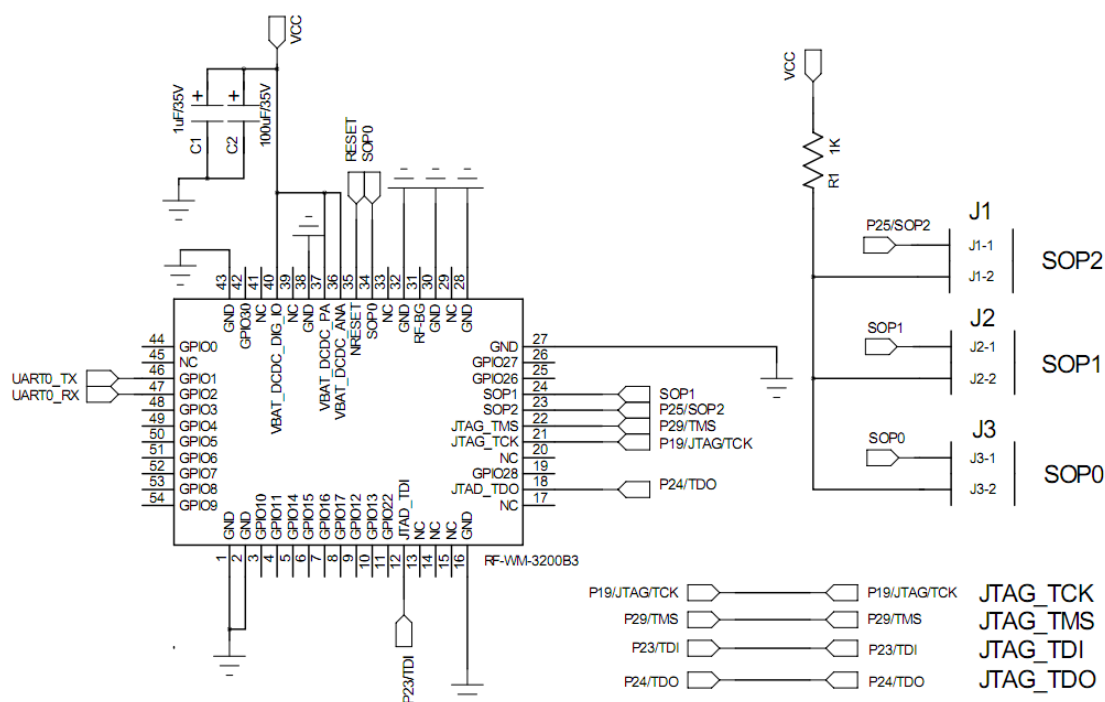 VCC
1uF/35V
+
C1
+
100uF/35V
C2
RESET
SOP0
43
42
41
40
39
38
37
36
35
34
33
32
31
30
29
28
GND
GPIO30
NC
VBAT_DCDC_DIG_IO
NC
GND
VBAT_DCDC_PA
VBAT_DCDC_ANA
NRESET
SOP0
NC
GND
RF-BG
GND
NC
GND
44 GPIO0
45 NC
UART0_TX 46 GPIO1
UART0_RX 47 GPIO2
48 GPIO3
49 GPIO4
50 GPIO5
51 GPIO6
52 GPIO7
53 GPIO8
54 GPIO9
GND 27
GPIO27 26
GPIO26 25
SOP1 24 SOP1
SOP2 23 P25/SOP2
JTAG_TMS 22 P29/TMS
JTAG_TCK 21 P19/JTAG/TCK
NC 20
GPIO28 19
JTAD_TDO 18 P24/TDO
NC 17
GND
GND
GPIO10
GPIO11
GPIO14
GPIO15
GPIO16
GPIO17
GPIO12
GPIO13
GPIO22
JTAD_TDI
NC
NC
NC
GND
1
2
3
4
5
6
7
8
9
10
11
12
13
14
15
16
RF-WM-3200B3
P23/TDI
VCC
1K
R1
J1
P25/SOP2 J1-1
J1-2
SOP2
J2
SOP1 J2-1
J2-2
SOP1
J3
SOP0 J3-1
J3-2
SOP0
P19/JTAG/TCK P19/JTAG/TCK JTAG_TCK
P29/TMS P29/TMS JTAG_TMS
P23/TDI P23/TDI JTAG_TDI
P24/TDO P24/TDO JTAG_TDO